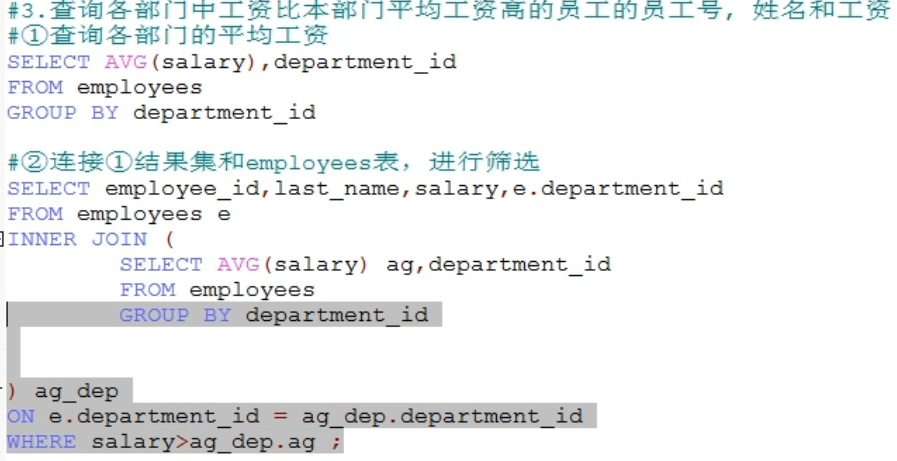 #3.查询各部门中工资比本部门平均工资高的员工的员工号, 姓名和工资
#①查询各部门的平均工资
SELECT AVG(salary),department_id
FROM employees
GROUP BY department_id
#②连接①结果集和employees表，进行筛选
SELECT employee_id,last_name,salary,e.department_id
FROM employees e
INNER JOIN (
SELECT AVG(salary) ag,department_id
FROM employees
GROUP BY department_id
) ag_dep
ON e.department_id = ag_dep.department_id
WHERE salary>ag_dep.ag ;